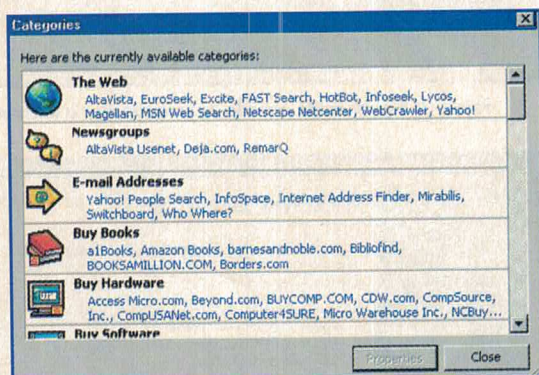 Categories
Here are the currently available categories:
The Web
AltaVista, EuroSeek, Excite, FAST Search, HotBot, Infoseek, Lycos,
Magellan, MSN Web Search, Netscape Netcenter, WebCrawler, Yahoo!
Newsgroups
AltaVista Usenet, Deja.com, RemarQ
E-mail Addresses
Yahoo! People Search, InfoSpace, Internet Address Finder, Mirabilis,
Switchboard, Who Where?
Buy Books
a1Books, Amazon Books, barnesandnoble.com, Bibliofind,
BOOKSAMILLION.COM, Borders.com
Buy Hardware
Access Micro.com, Beyond.com, BUYCOMP.COM, CDW.com, CompSource,
Inc., CompUSANet.com, Computer4SURE, Micro Warehouse Inc., NCBuy...
Buy Software
Properties
Close